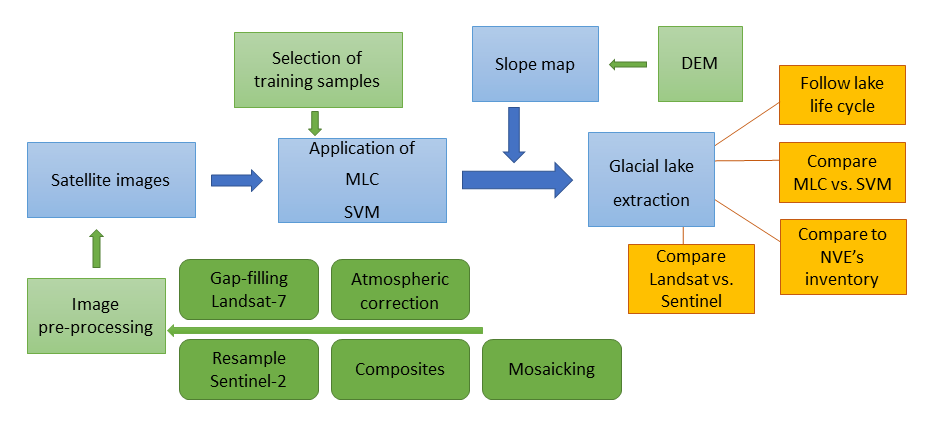 Selection of
training samples
Slope map
DEM
Follow lake
life cycle
Satellite images
Application of
MLC
SVM
Glacial lake
extraction
Compare
MLC vs. SVM
Compare to
NVE's
inventory
Compare
Landsat vs.
Sentinel
Image
pre-processing
Gap-filling
Landsat-7
Atmospheric
correction
Resample
Sentinel-2
Composites
Mosaicking